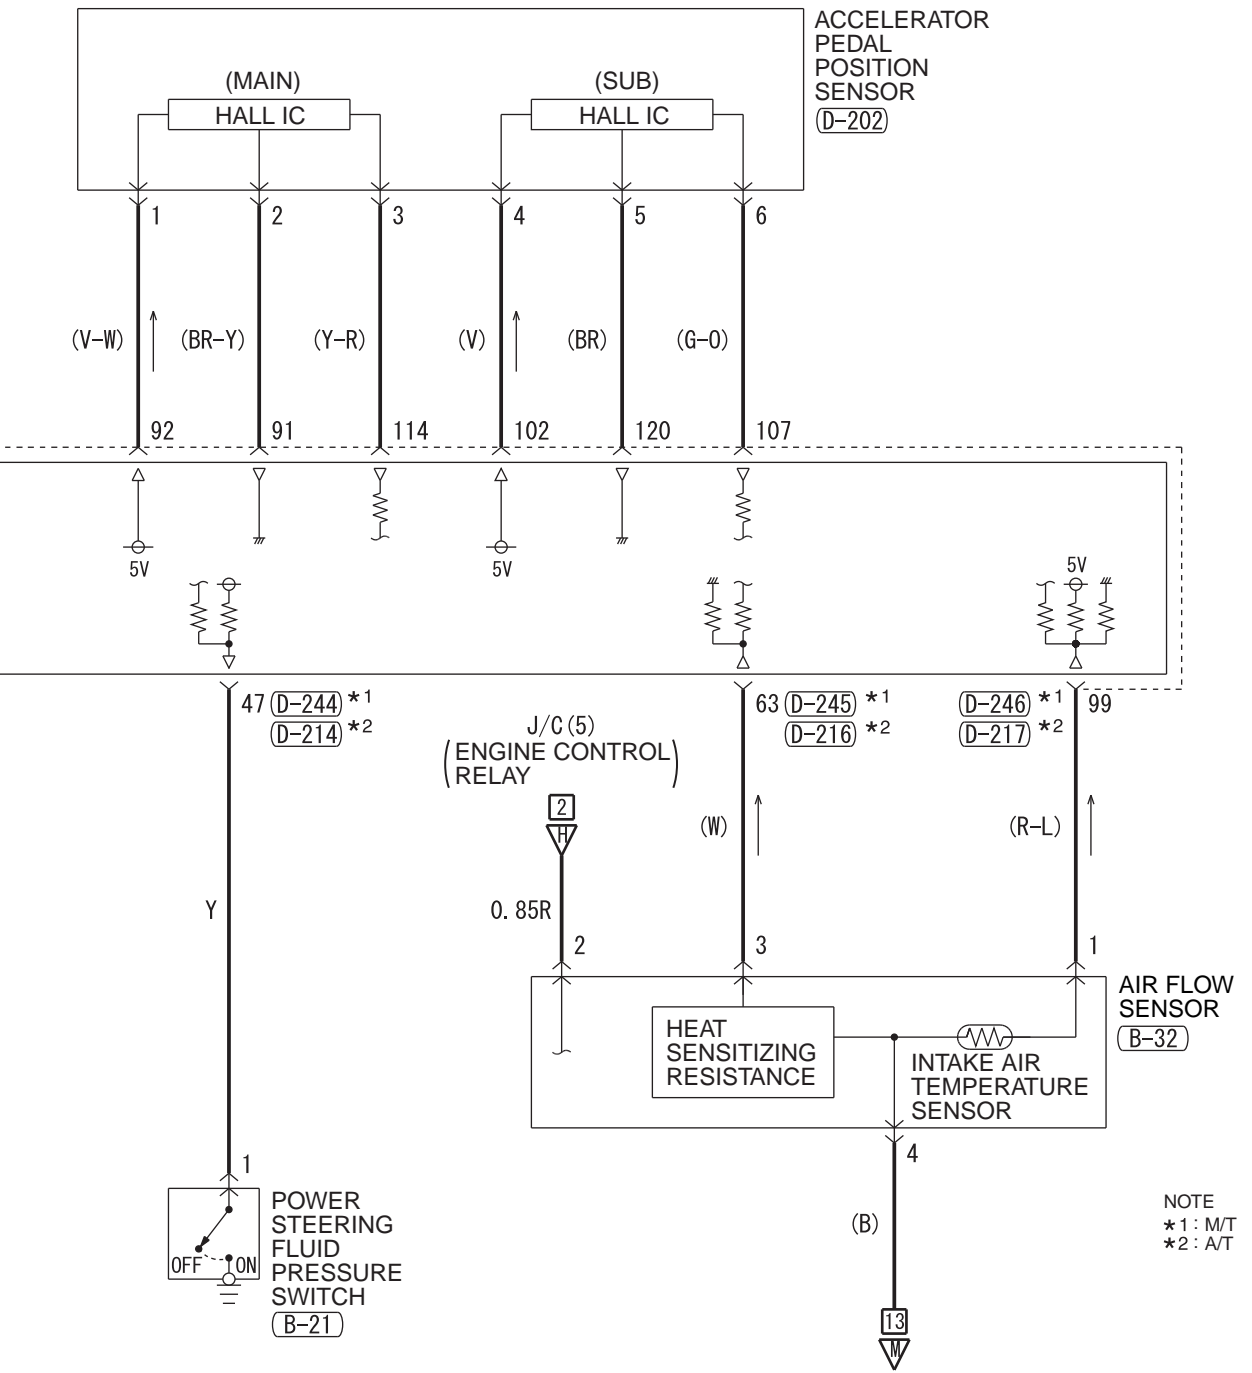 ACCELERATOR
PEDAL
POSITION
SENSOR
D-202
(MAIN)
HALL IC
(SUB)
HALL IC
1 2 3 4 5 6
(V-W) (BR-Y) (Y-R) (V) (BR) (G-O)
92 91 114 102 120 107
5V 5V
5V
47 D-244 *1
D-214 *2
63 D-245 *1
D-216 *2
D-246 *1 99
D-217 *2
J/C(5)
(ENGINE CONTROL
RELAY)
2
H
(W)
(R-L)
Y
0.85R
2 3 1
AIR FLOW
SENSOR
B-32
HEAT
SENSITIZING
RESISTANCE
INTAKE AIR
TEMPERATURE
SENSOR
4
1
POWER
STEERING
FLUID
PRESSURE
SWITCH
B-21
OFF ON
(B)
13
M
NOTE
*1 : M/T
*2 : A/T